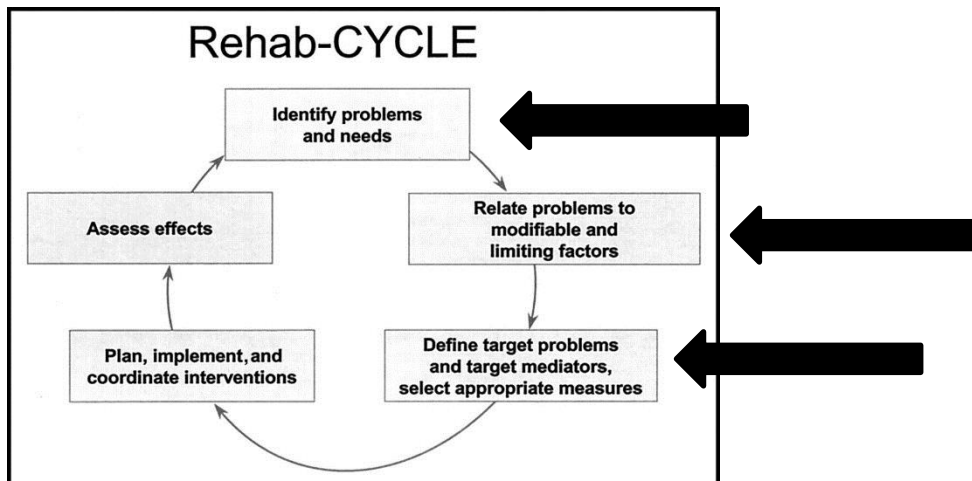 Rehab-CYCLE
Identify problems
and needs
Relate problems to
modifiable and
limiting factors
Define target problems
and target mediators,
select appropriate measures
Plan, implement, and
coordinate interventions
Assess effects